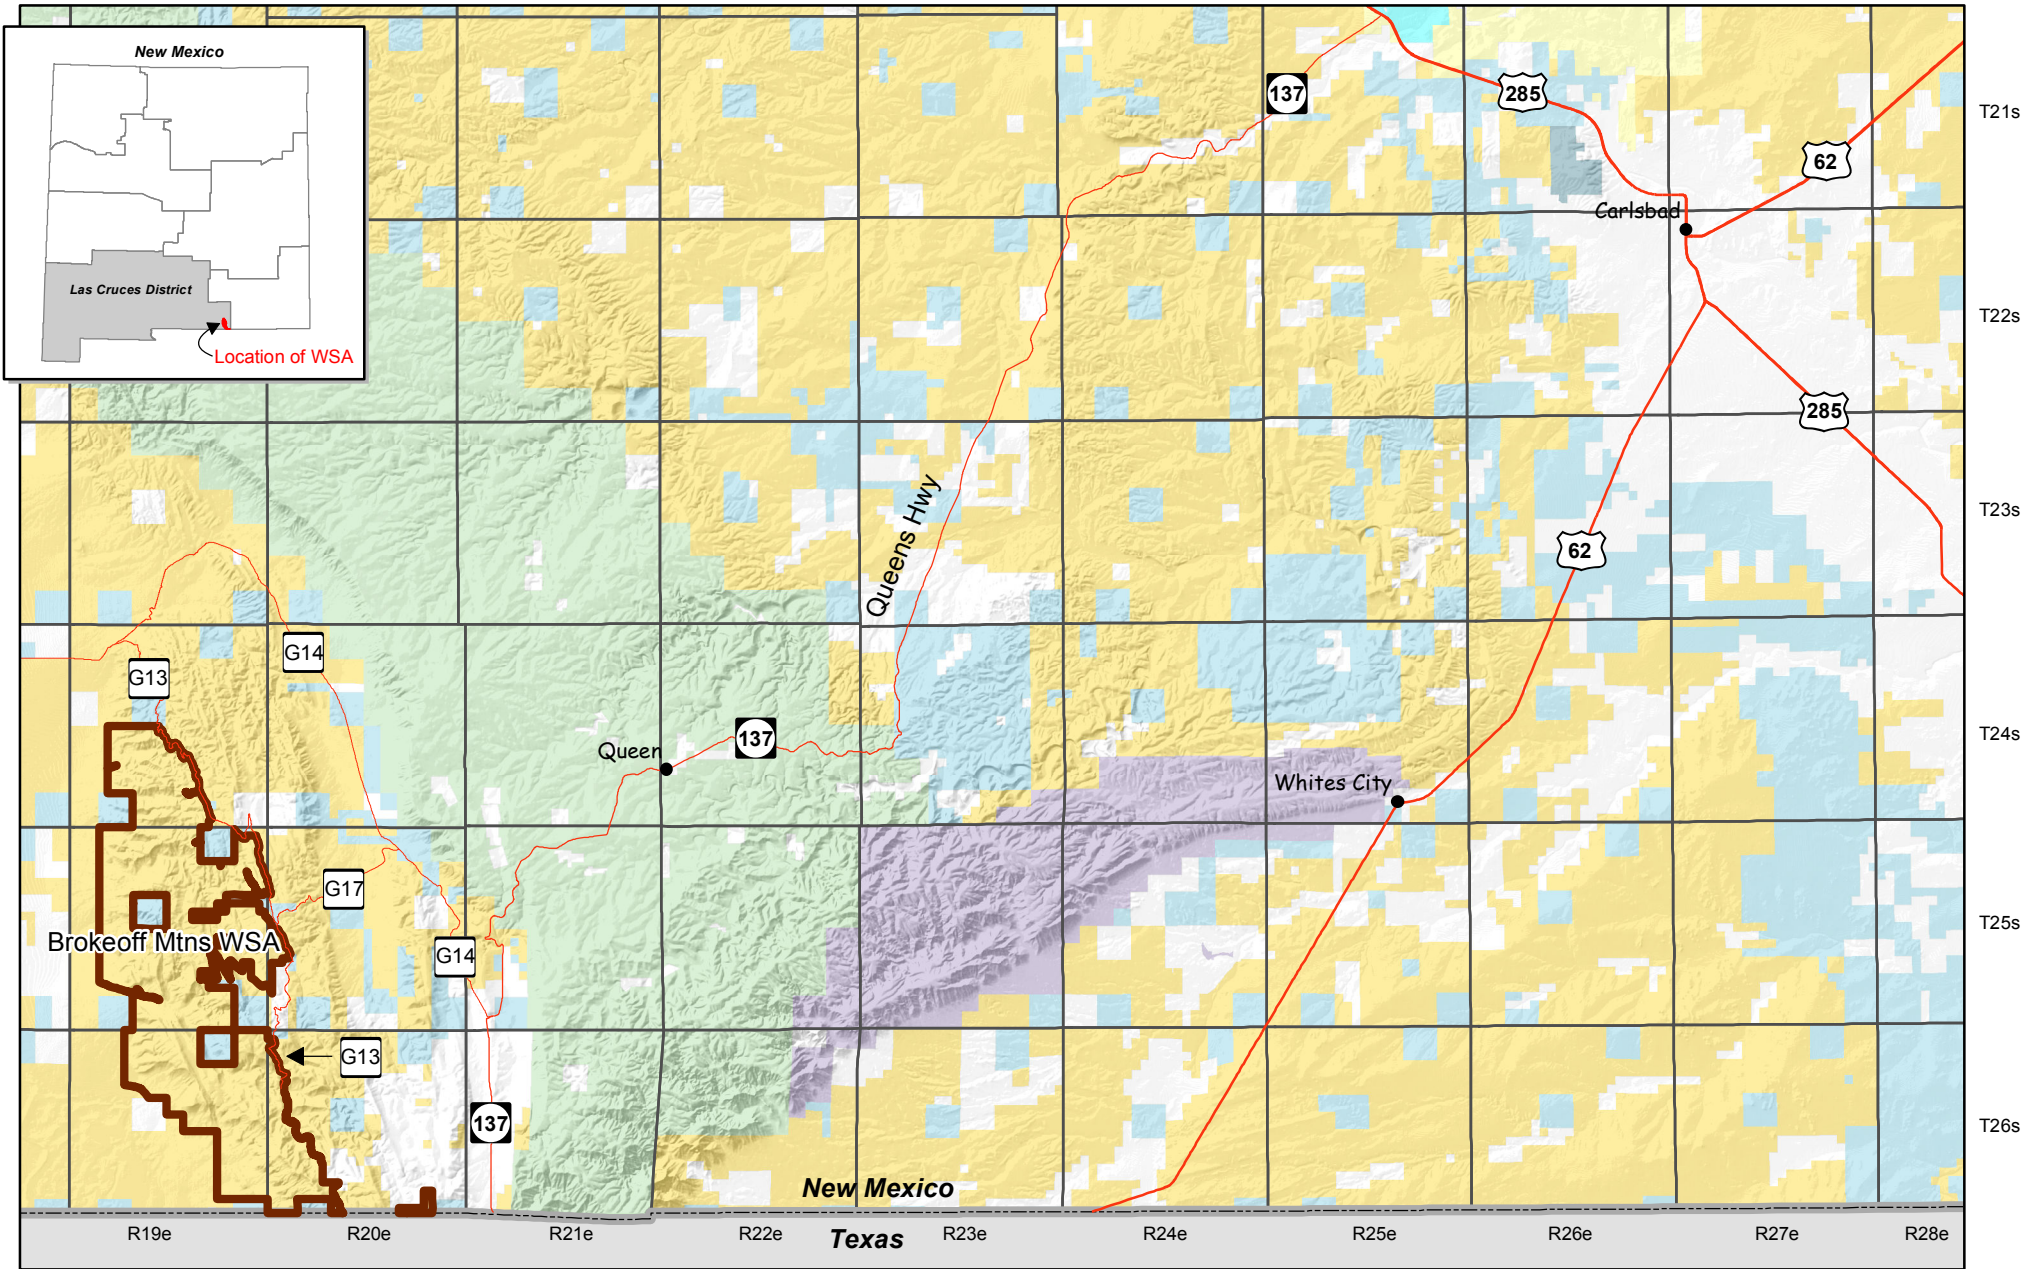 New Mexico
Las Cruces District
Location of WSA
137
285
62
T21s
Carlsbad
T22s
285
Queens Hwy
T23s
62
G14
G13
Queen
137
T24s
Whites City
G17
Brokeoff Mtns WSA
G14
T25s
G13
137
T26s
New Mexico
R19e
R20e
R21e
R22e
Texas
R23e
R24e
R25e
R26e
R27e
R28e